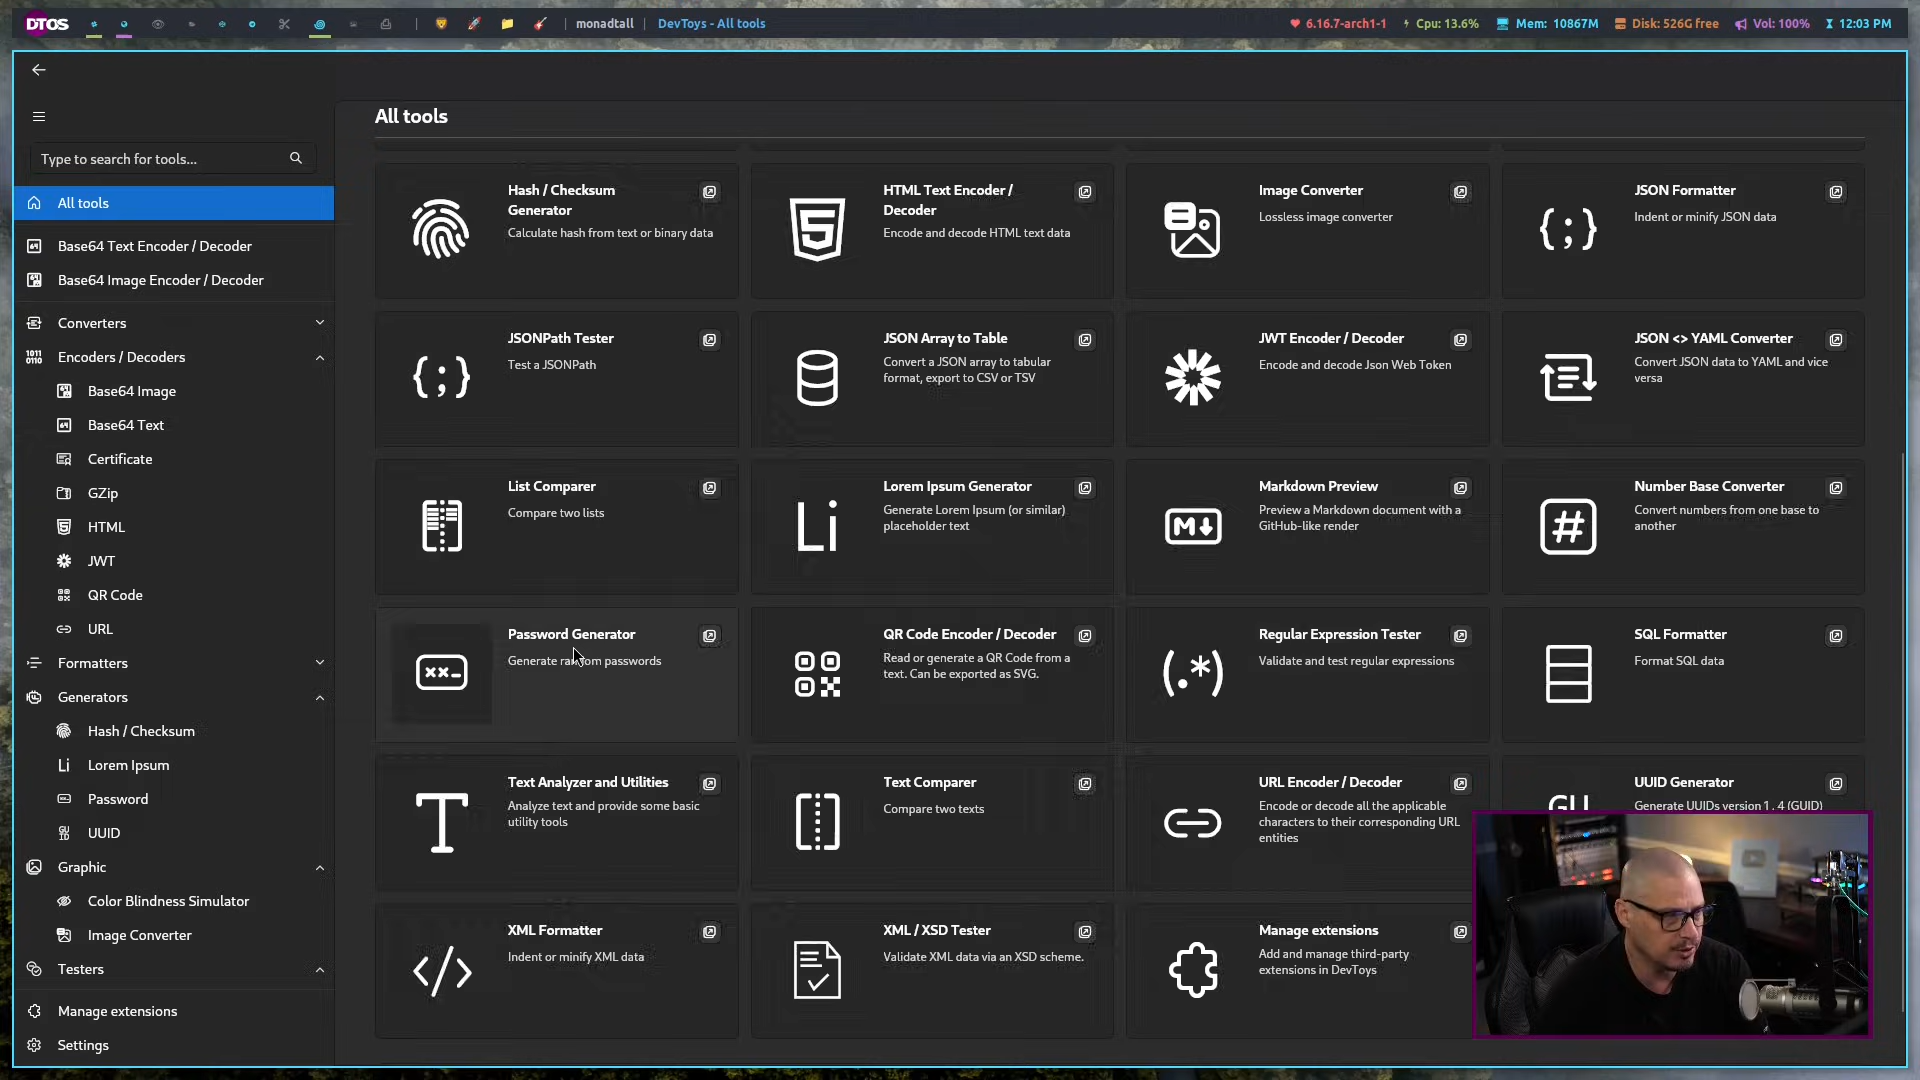 DTOS
monadtall
DevToys - All tools
6.16.7-arch1-1
Cpu: 13.6%
Mem: 10867M
Disk: 526G free
Vol: 100%
12:03 PM
Type to search for tools...
All tools
Base64 Text Encoder / Decoder
Base64 Image Encoder / Decoder
Converters
Encoders / Decoders
Base64 Image
Base64 Text
Certificate
GZip
HTML
JWT
QR Code
URL
Formatters
Generators
Hash / Checksum
Lorem Ipsum
Password
UUID
Graphic
Color Blindness Simulator
Image Converter
Testers
Manage extensions
Settings
All tools
Hash / Checksum
Generator
Calculate hash from text or binary data
HTML Text Encoder /
Decoder
Encode and decode HTML text data
Image Converter
Lossless image converter
JSON Formatter
Indent or minify JSON data
JSONPath Tester
Test a JSONPath
JSON Array to Table
Convert a JSON array to tabular
format, export to CSV or TSV
JWT Encoder / Decoder
Encode and decode Json Web Token
JSON <> YAML Converter
Convert JSON data to YAML and vice
versa
List Comparer
Compare two lists
Li
Lorem Ipsum Generator
Generate Lorem Ipsum (or similar)
placeholder text
Markdown Preview
Preview a Markdown document with a
GitHub-like render
Number Base Converter
Convert numbers from one base to
another
Password Generator
Generate random passwords
QR Code Encoder / Decoder
Read or generate a QR Code from a
text. Can be exported as SVG.
Regular Expression Tester
Validate and test regular expressions
SQL Formatter
Format SQL data
Text Analyzer and Utilities
Analyze text and provide some basic
utility tools
Text Comparer
Compare two texts
URL Encoder / Decoder
Encode or decode all the applicable
characters to their corresponding URL
entities
UUID Generator
Generate UUIDs version 1, 4 (GUID)
XML Formatter
Indent or minify XML data
XML / XSD Tester
Validate XML data via an XSD scheme.
Manage extensions
Add and manage third-party
extensions in DevToys